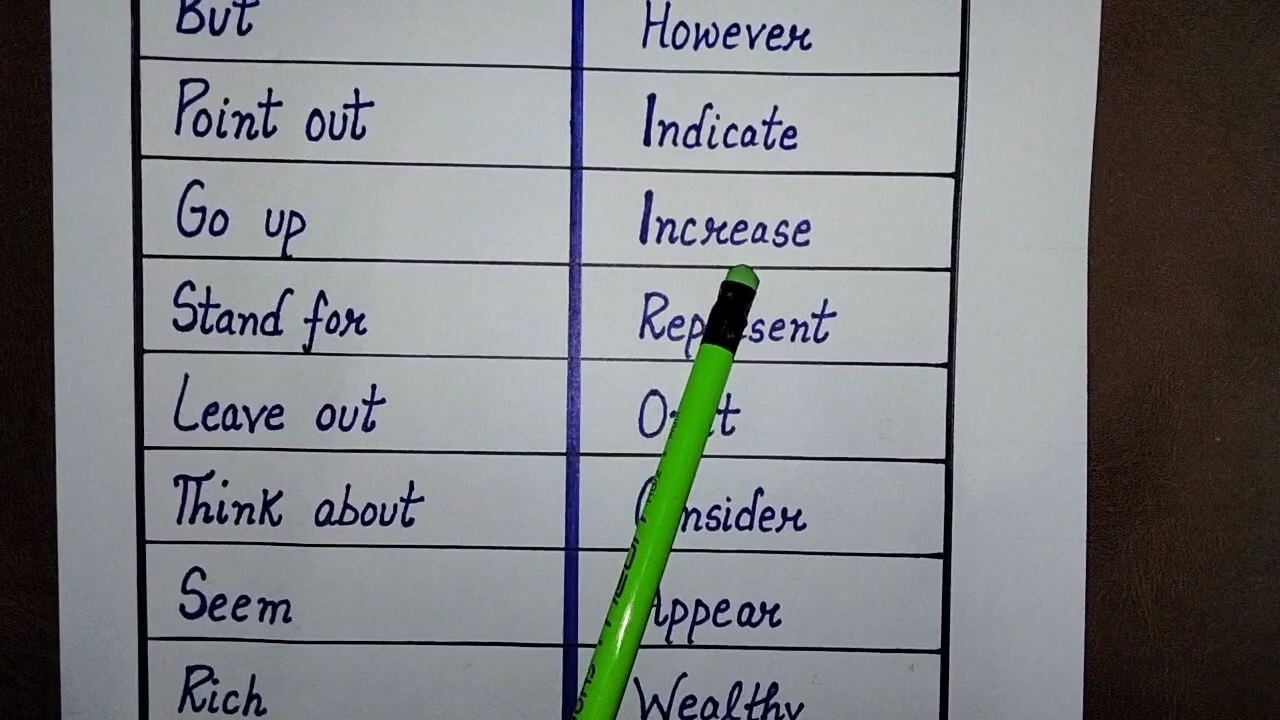 But However
Point out Indicate
Go up Increase
Stand for Represent
Leave out Omit
Think about Consider
Seem Appear
Rich Wealthy